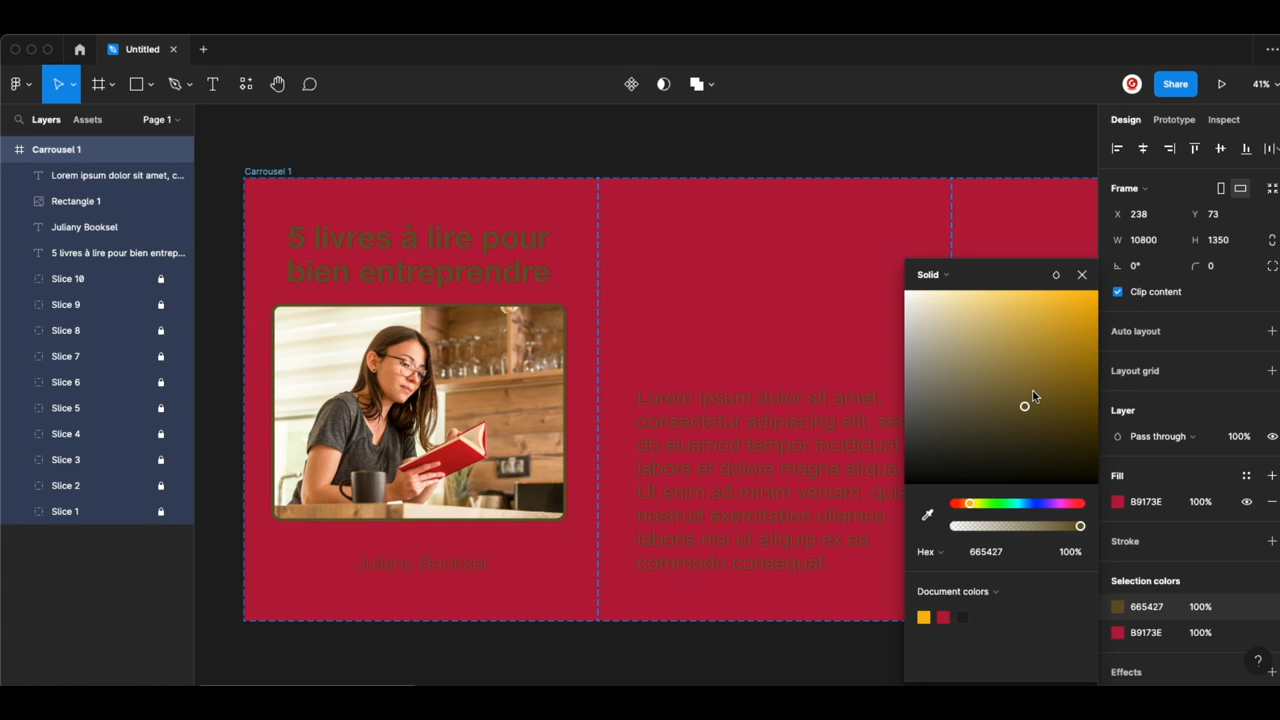 Untitled
Share
41%
Layers
Assets
Page 1
Carrousel 1
Lorem ipsum dolor sit amet, c...
Rectangle 1
Juliany Booksel
5 livres à lire pour bien entrep...
Slice 10
Slice 9
Slice 8
Slice 7
Slice 6
Slice 5
Slice 4
Slice 3
Slice 2
Slice 1
Carrousel 1
5 livres à lire pour
bien entreprendre
Juliany Booksel
Lorem ipsum dolor sit amet,
consectetur adipiscing elit, se
do eiusmod tempor incididunt
labore et dolore magna aliqua
Ut enim ad minim veniam, quis
nostrud exercitation ullamco
laboris nisi ut aliquip ex ea
commodo consequat.
Solid
Hex
665427
100%
Document colors
Design
Prototype
Inspect
Frame
X 238
Y 73
W 10800
H 1350
0°
0
Clip content
Auto layout
Layout grid
Layer
Pass through
100%
Fill
B9173E
100%
Stroke
Selection colors
665427
100%
B9173E
100%
Effects
?